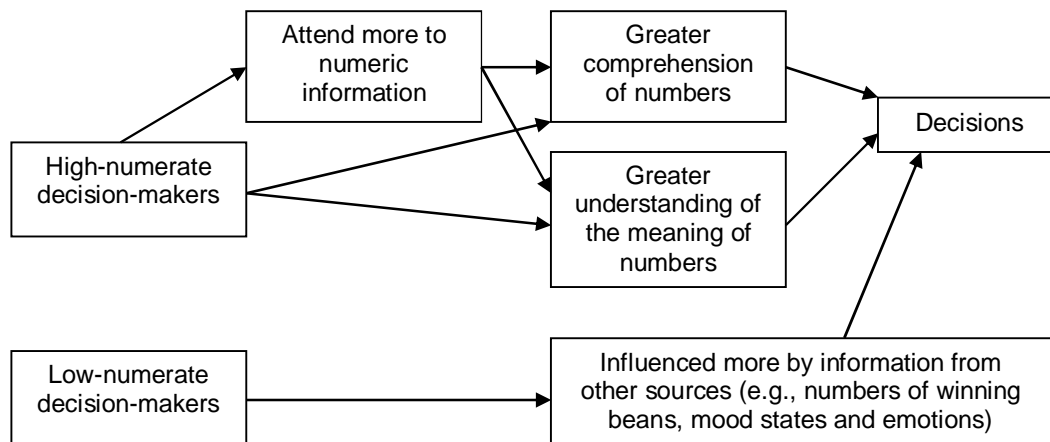 Attend more to
numeric
information
Greater
comprehension
of numbers
Decisions
High-numerate
decision-makers
Greater
understanding of
the meaning of
numbers
Low-numerate
decision-makers
Influenced more by information from
other sources (e.g., numbers of winning
beans, mood states and emotions)